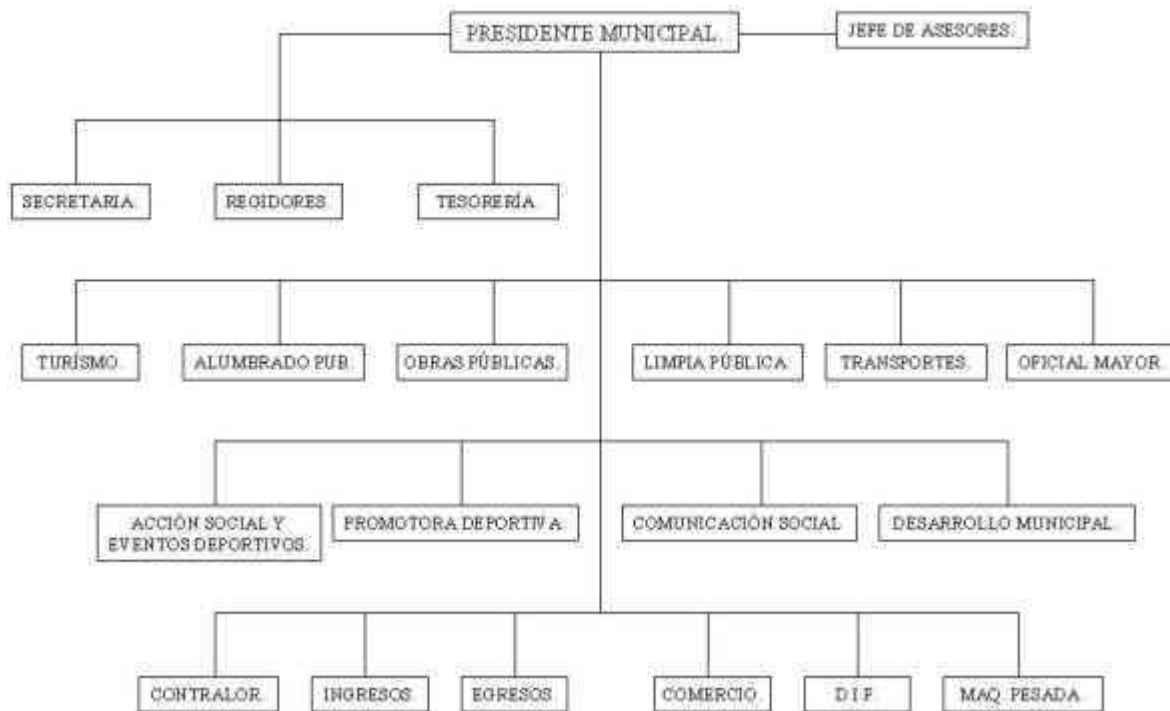 PRESIDENTE MUNICIPAL.
JEFE DE ASESORES.
SECRETARIA.
REGIDORES.
TESORERÍA.
TURÍSMO.
ALUMBRADO PUB.
OBRAS PÚBLICAS.
LIMPIA PÚBLICA
TRANSPORTES.
OFICIAL MAYOR.
ACCIÓN SOCIAL Y
EVENTOS DEPORTIVOS.
PROMOTORA DEPORTIVA
COMUNICACIÓN SOCIAL
DESARROLLO MUNICIPAL.
CONTRALOR.
INGRESOS
EGRESOS
COMERCIO.
D I F
MAQ. PESADA.